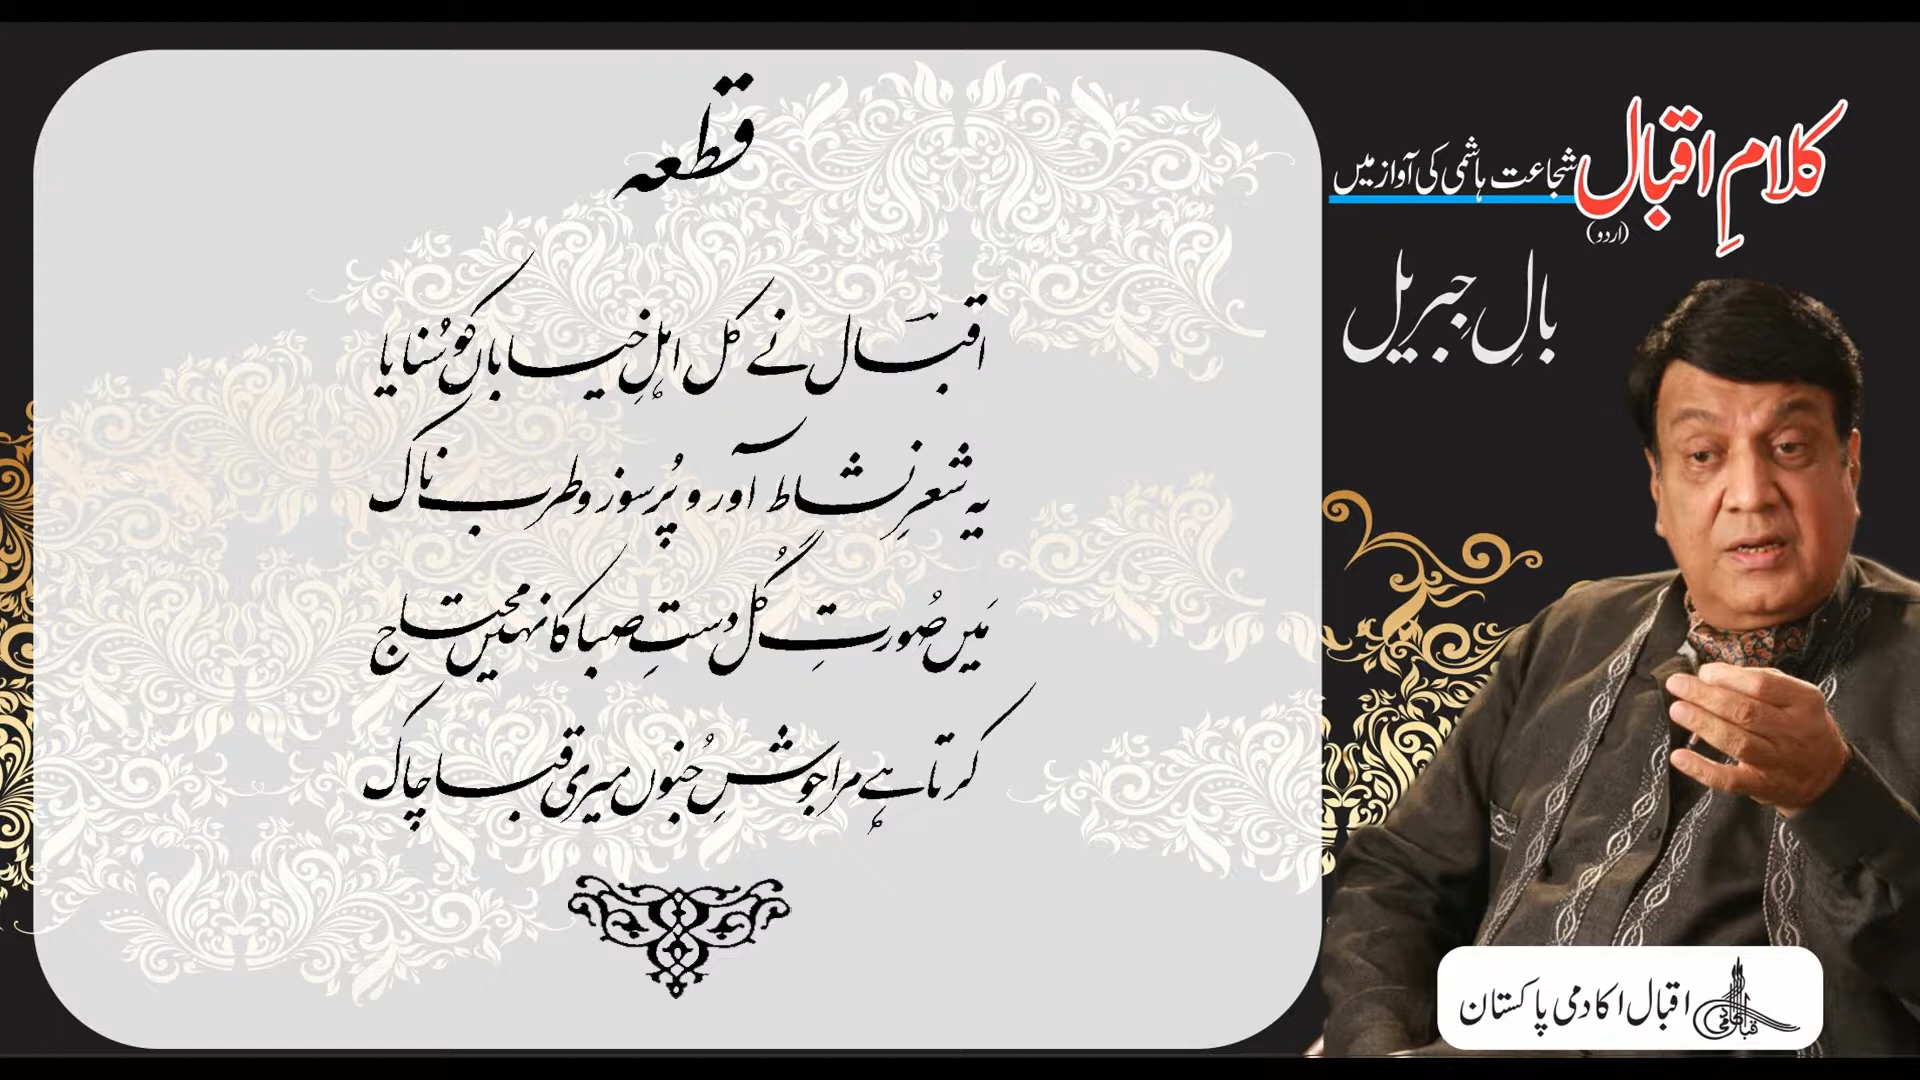 قطعہ
اقبالؔ نے کل اہلِ خیاباں کو سُنایا
یہ شعرِ نشاط آور و پُر سوز و طرب ناک
مَیں صُورتِ گُل دستِ صبا کا نہیں محتاج
کرتا ہے مرا جوشِ جُنوں میری قبا چاک
کلامِ اقبال
شجاعت ہاشمی کی آواز میں
(اردو)
بالِ جبریل
اقبال اکادمی پاکستان